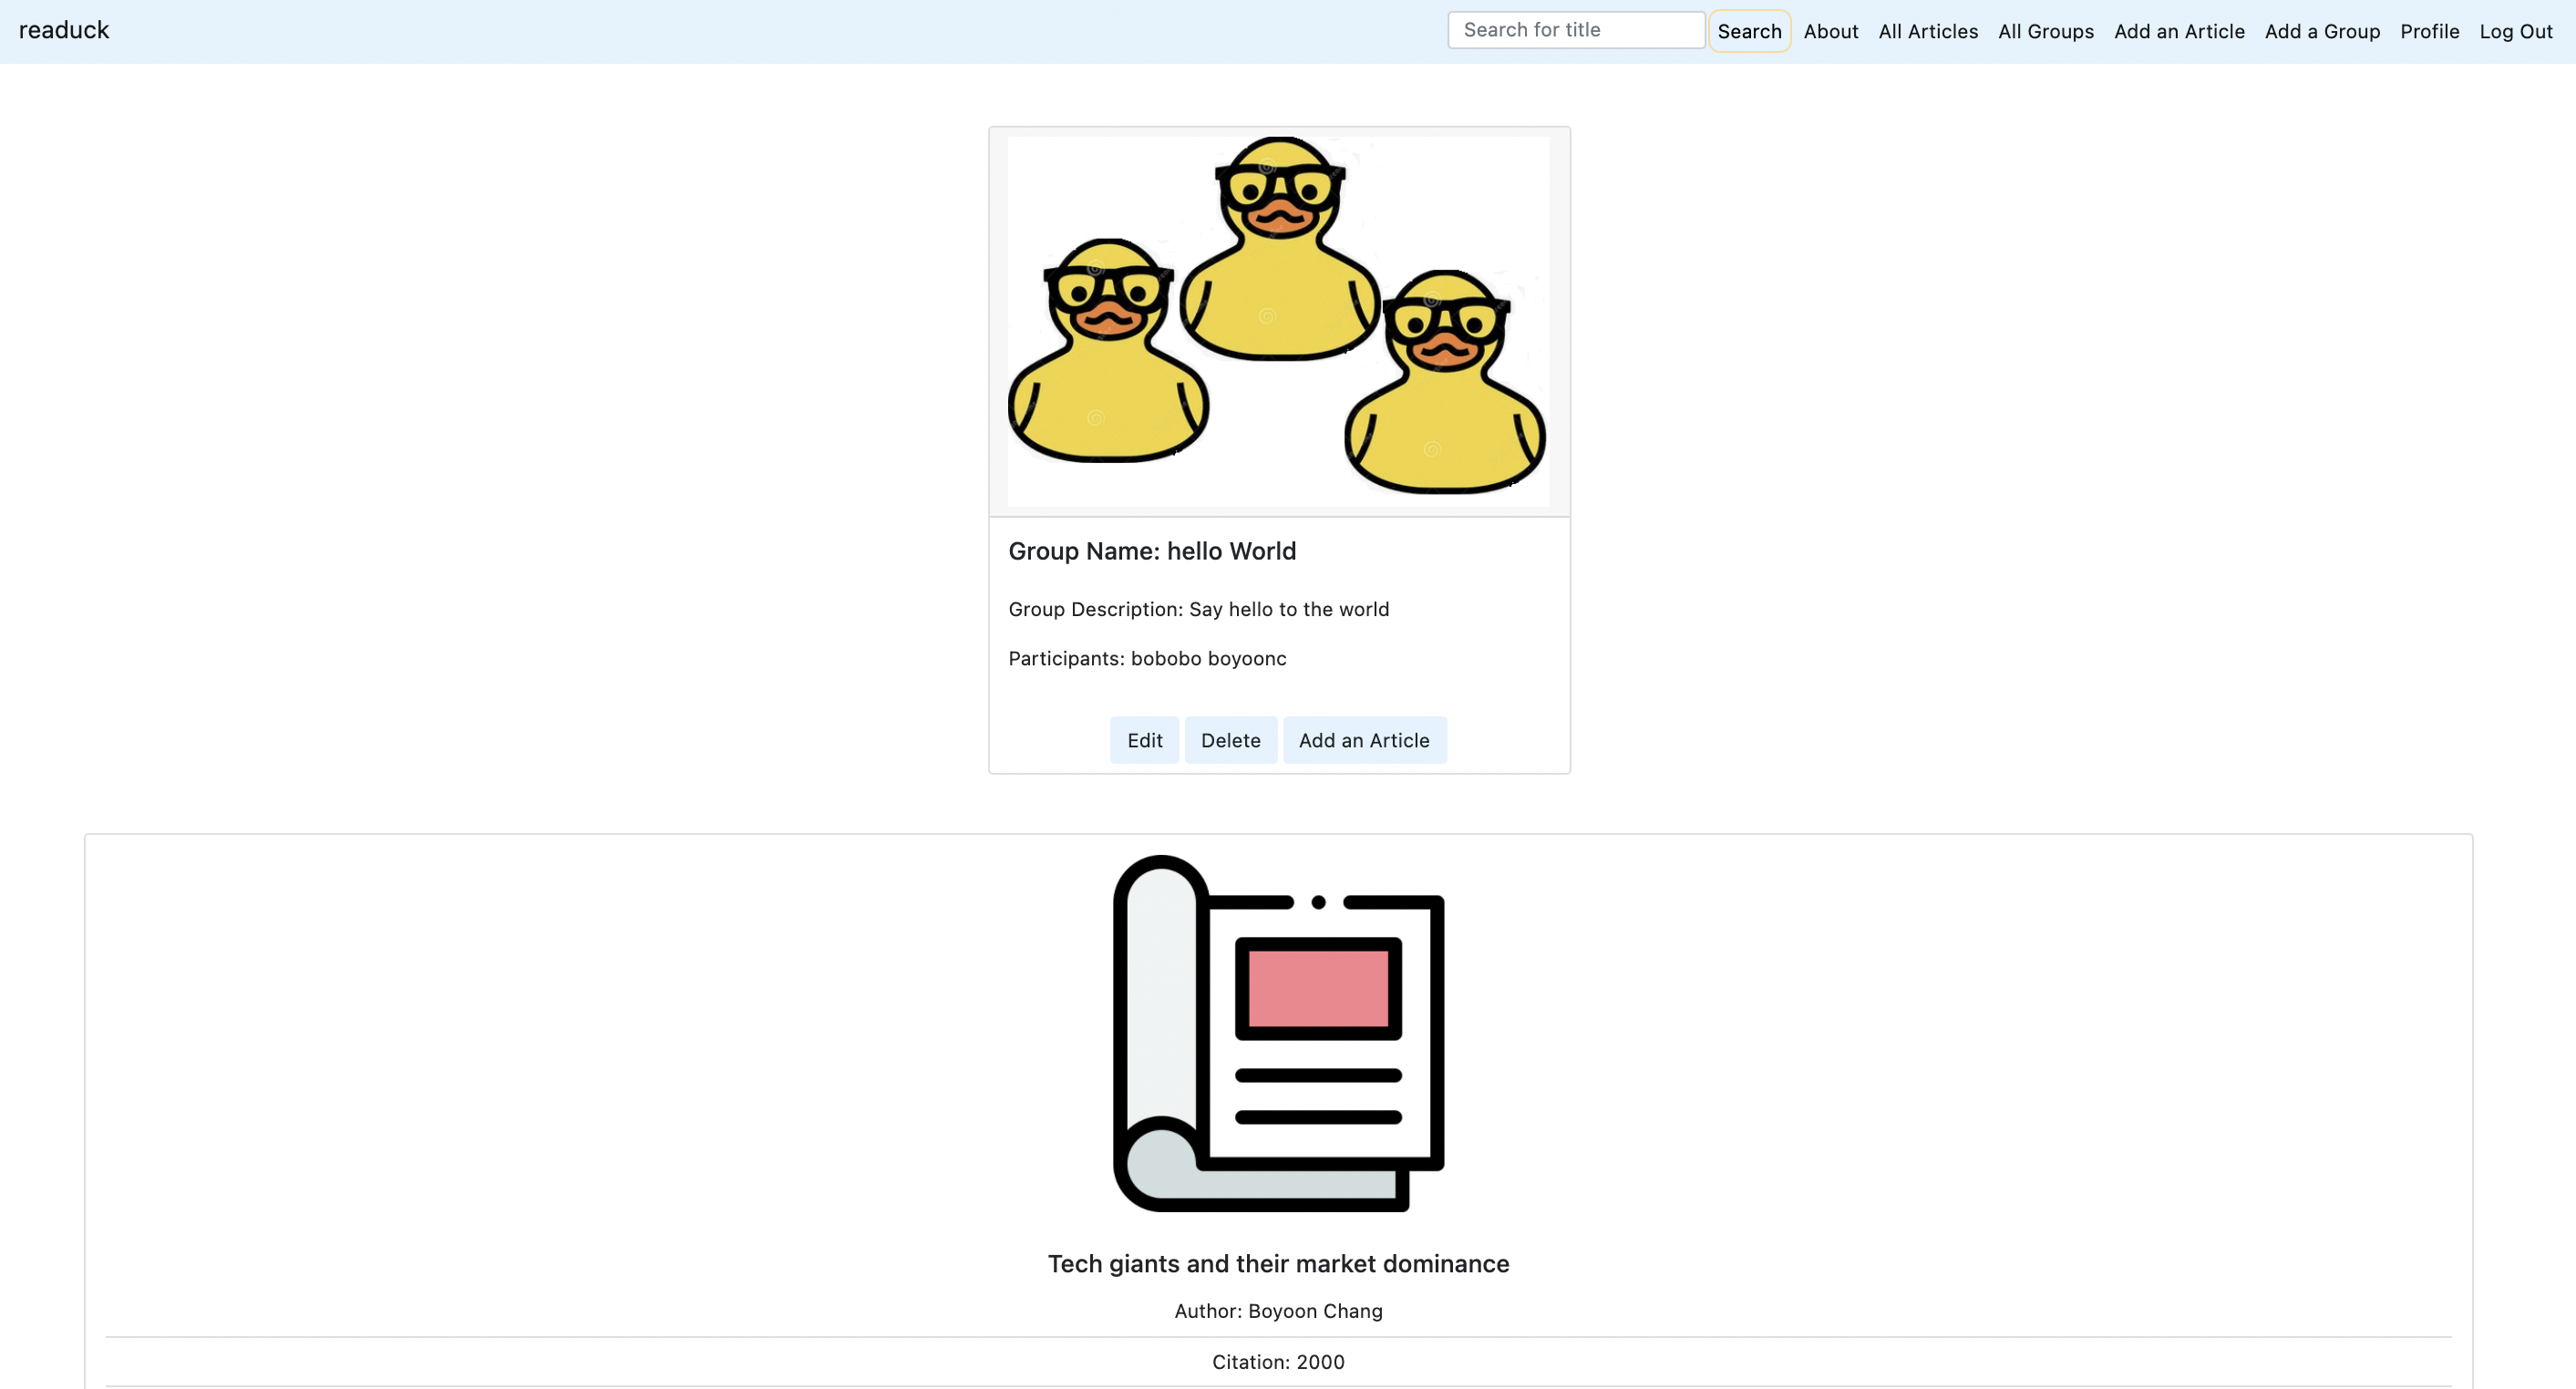 readuck
Search for title
Search
About
All Articles
All Groups
Add an Article
Add a Group
Profile
Log Out
Group Name: hello World
Group Description: Say hello to the world
Participants: bobobo boyoonc
Edit
Delete
Add an Article
Tech giants and their market dominance
Author: Boyoon Chang
Citation: 2000